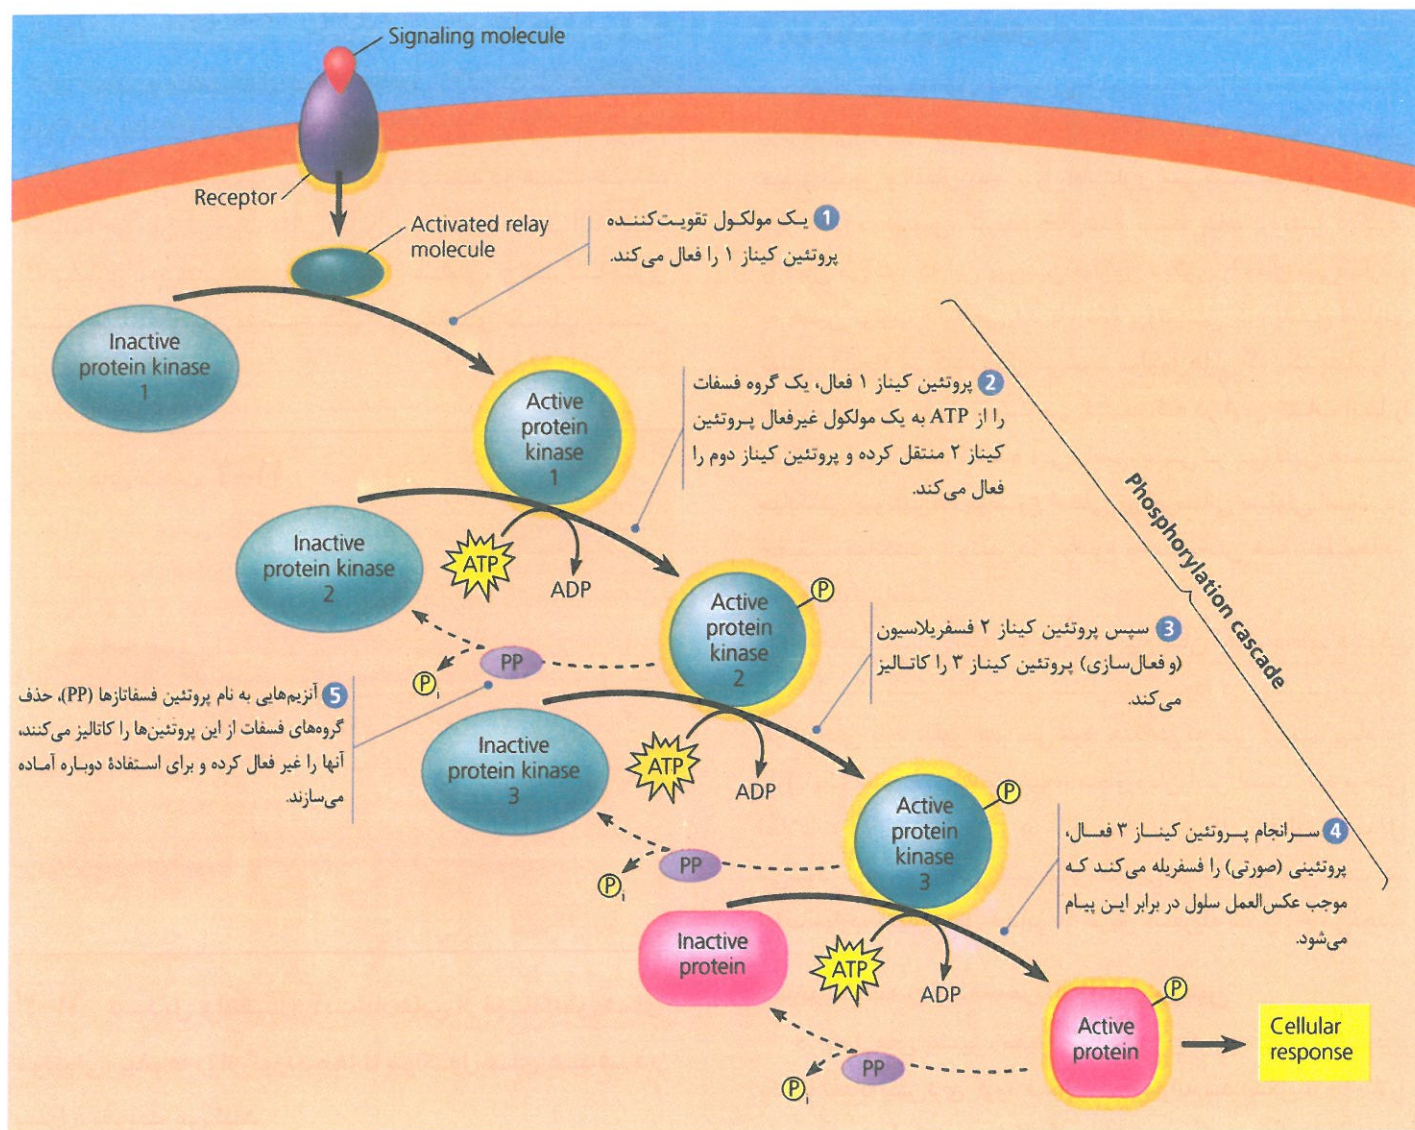 Signaling molecule
Receptor
Activated relay
molecule
1 یک مولکول تقویت‌کننده
پروتئین کیناز ۱ را فعال می‌کند.
Inactive
protein kinase
1
Active
protein
kinase
1
2 پروتئین کیناز ۱ فعال، یک گروه فسفات
را از ATP به یک مولکول غیرفعال پروتئین
کیناز ۲ منتقل کرده و پروتئین کیناز دوم را
فعال می‌کند.
Phosphorylation cascade
Inactive
protein kinase
2
ATP
ADP
Active
protein
kinase
2
P
3 سپس پروتئین کیناز ۲ فسفریلاسیون
(و فعال‌سازی) پروتئین کیناز ۳ را کاتالیز
می‌کند.
PP
Pi
5 آنزیم‌هایی به نام پروتئین فسفاتازها (PP)، حذف
گروه‌های فسفات از این پروتئین‌ها را کاتالیز می‌کنند،
آنها را غیر فعال کرده و برای استفادهٔ دوباره آماده
می‌سازند.
Inactive
protein kinase
3
ATP
ADP
Active
protein
kinase
3
P
4 سرانجام پروتئین کیناز ۳ فعال،
پروتئینی (صورتی) را فسفریله می‌کند که
موجب عکس‌العمل سلول در برابر این پیام
می‌شود.
PP
Pi
Inactive
protein
ATP
ADP
Active
protein
P
Cellular
response
PP
Pi